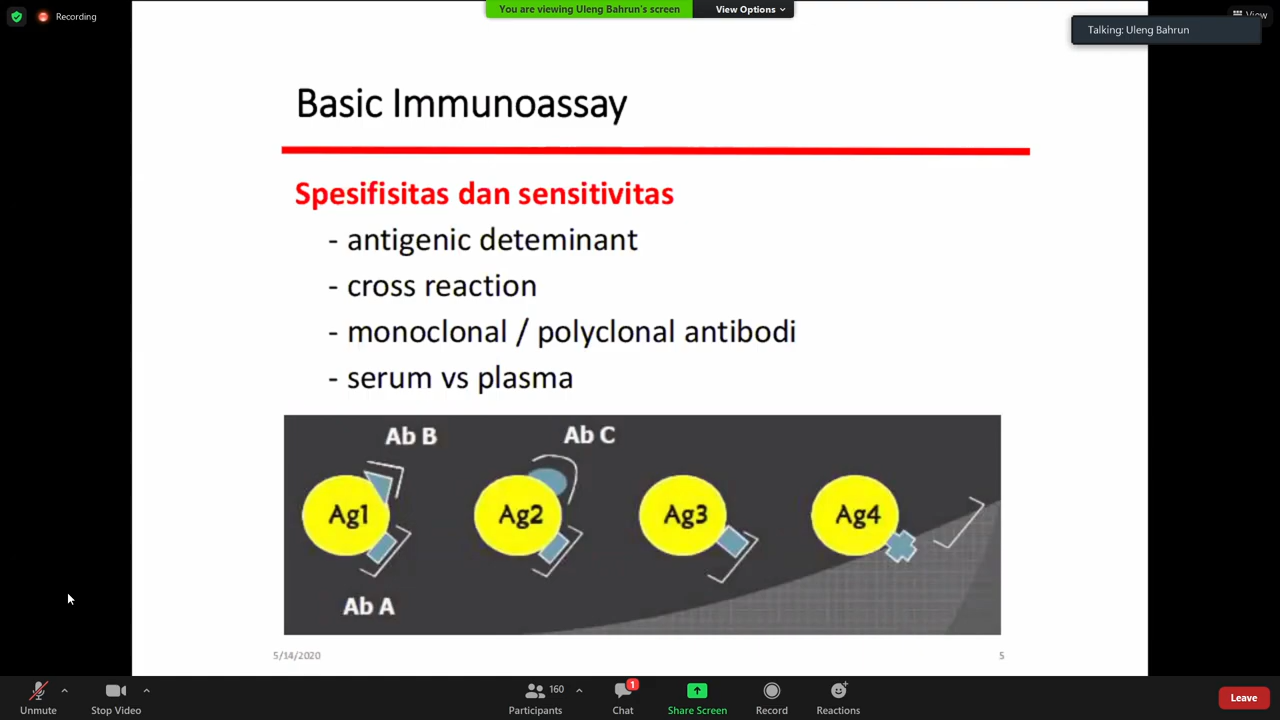 Recording
You are viewing Uleng Bahrun's screen
View Options
View
Talking: Uleng Bahrun
Basic Immunoassay
Spesifisitas dan sensitivitas
- antigenic deteminant
- cross reaction
- monoclonal / polyclonal antibodi
- serum vs plasma
Ab B
Ab C
Ag1
Ag2
Ag3
Ag4
Ab A
5/14/2020
5
Unmute
Stop Video
160
Participants
1
Chat
Share Screen
Record
Reactions
Leave